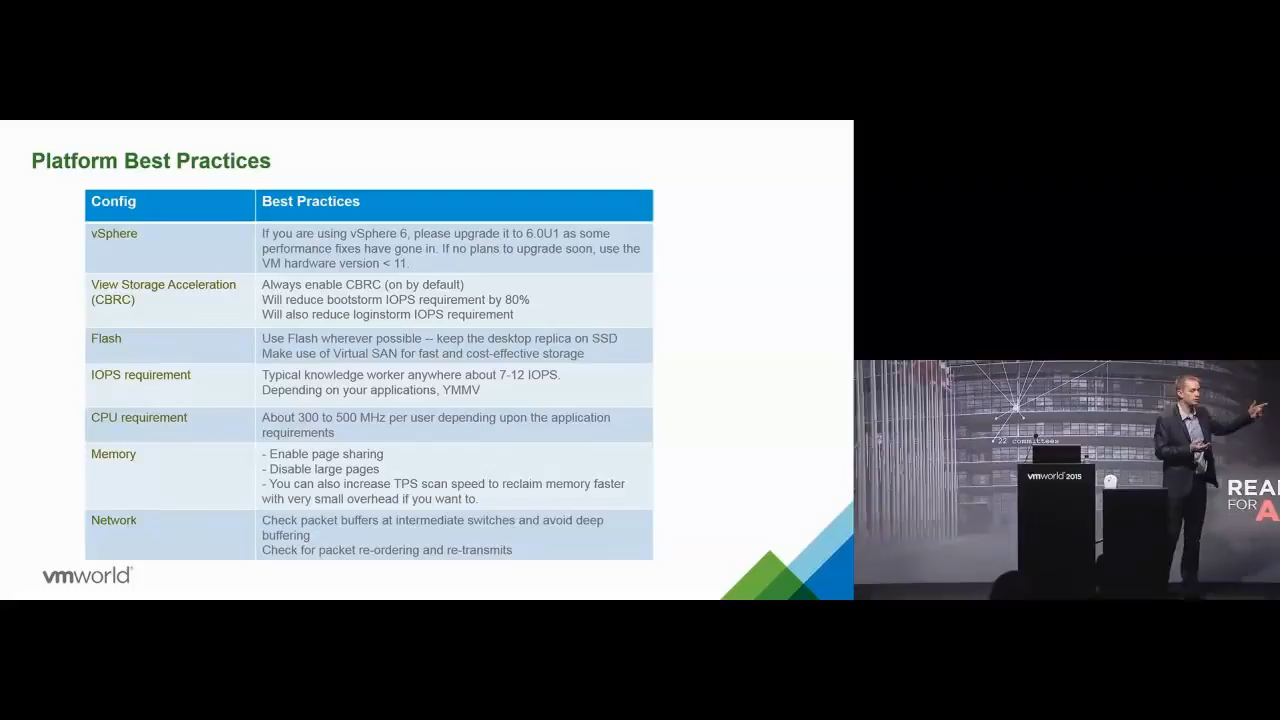 Platform Best Practices
Config
Best Practices
vSphere
If you are using vSphere 6, please upgrade it to 6.0U1 as some
performance fixes have gone in. If no plans to upgrade soon, use the
VM hardware version < 11.
View Storage Acceleration
(CBRC)
Always enable CBRC (on by default)
Will reduce bootstorm IOPS requirement by 80%
Will also reduce loginstorm IOPS requirement
Flash
Use Flash wherever possible -- keep the desktop replica on SSD
Make use of Virtual SAN for fast and cost-effective storage
IOPS requirement
Typical knowledge worker anywhere about 7-12 IOPS.
Depending on your applications, YMMV
CPU requirement
About 300 to 500 MHz per user depending upon the application
requirements
Memory
- Enable page sharing
- Disable large pages
- You can also increase TPS scan speed to reclaim memory faster
with very small overhead if you want to.
Network
Check packet buffers at intermediate switches and avoid deep
buffering
Check for packet re-ordering and re-transmits
vmworld®
22 committees
vmworld 2015
REA
FOR A